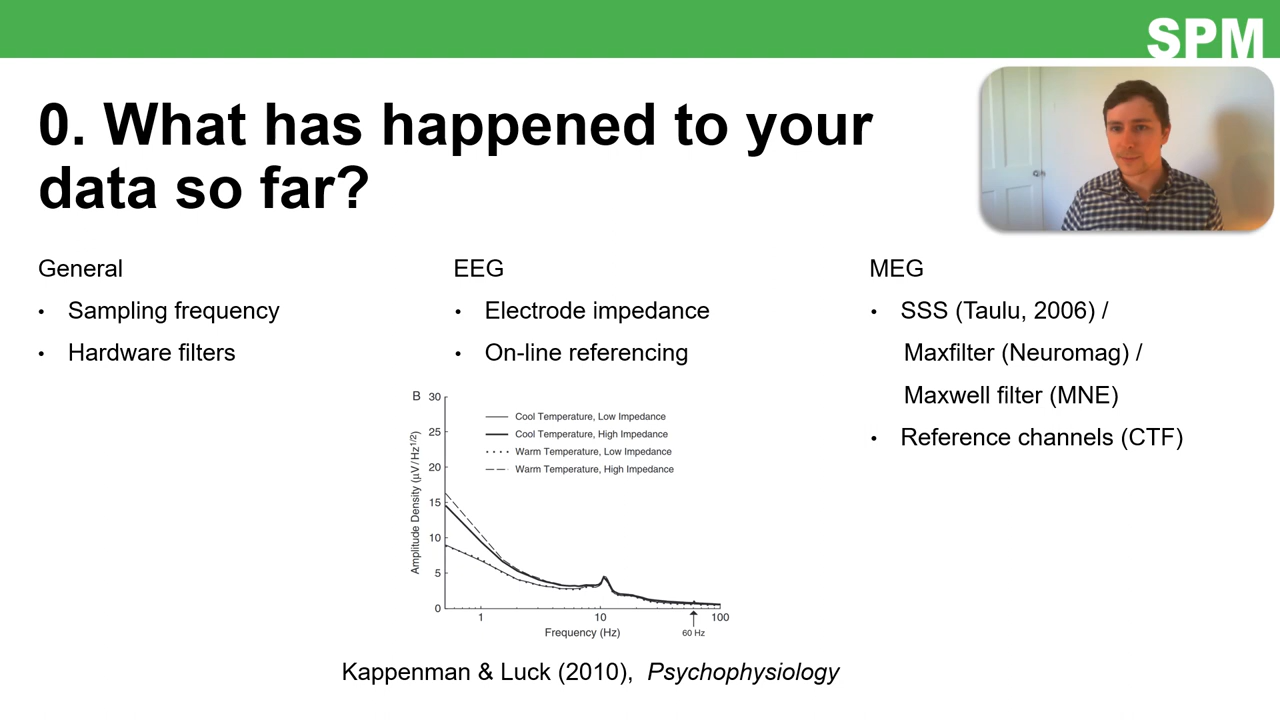 SPM
0. What has happened to your
data so far?
General
• Sampling frequency
• Hardware filters
EEG
• Electrode impedance
• On-line referencing
MEG
• SSS (Taulu, 2006) /
Maxfilter (Neuromag) /
Maxwell filter (MNE)
• Reference channels (CTF)
B
30
25
20
15
10
5
0
Amplitude Density (μV/Hz1/2)
Cool Temperature, Low Impedance
Cool Temperature, High Impedance
Warm Temperature, Low Impedance
Warm Temperature, High Impedance
1 10 100
Frequency (Hz)
60 Hz
Kappenman & Luck (2010), Psychophysiology